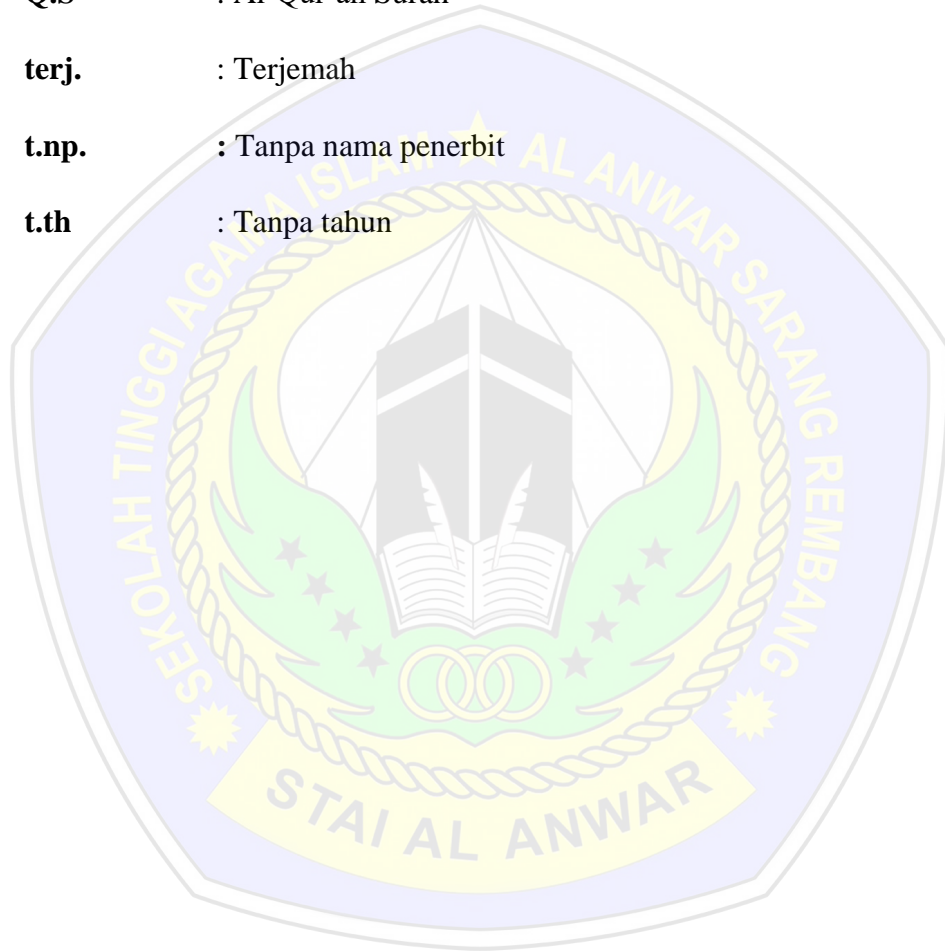 Q.S : Al-Qur'an Surah
terj. : Terjemah
t.np. : Tanpa nama penerbit
t.th : Tanpa tahun
SEKOLAH TINGGI AGAMA ISLAM AL ANWAR SARANG REMBANG
STAI AL ANWAR